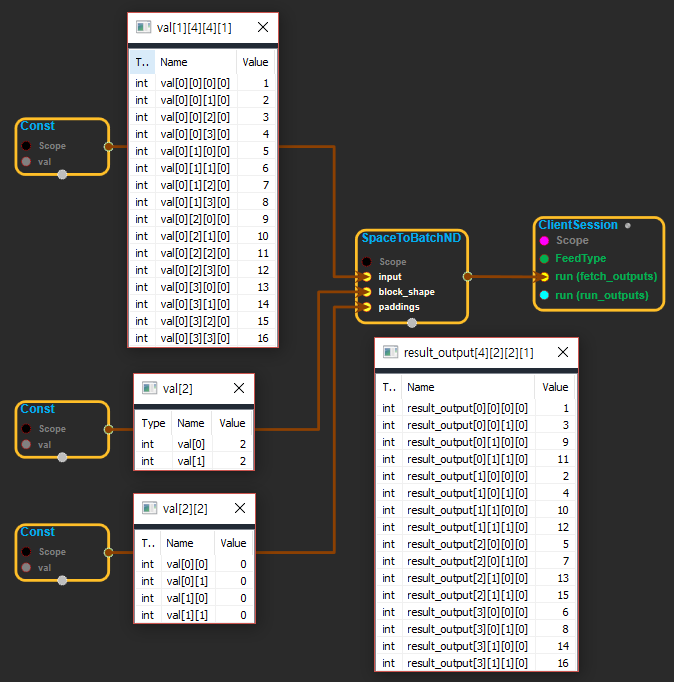 val[1][4][4][1]
T.. Name Value
int val[0][0][0][0] 1
int val[0][0][1][0] 2
int val[0][0][2][0] 3
int val[0][0][3][0] 4
int val[0][1][0][0] 5
int val[0][1][1][0] 6
int val[0][1][2][0] 7
int val[0][1][3][0] 8
int val[0][2][0][0] 9
int val[0][2][1][0] 10
int val[0][2][2][0] 11
int val[0][2][3][0] 12
int val[0][3][0][0] 13
int val[0][3][1][0] 14
int val[0][3][2][0] 15
int val[0][3][3][0] 16
Const
Scope
val
SpaceToBatchND
Scope
input
block_shape
paddings
ClientSession
Scope
FeedType
run (fetch_outputs)
run (run_outputs)
val[2]
Type Name Value
int val[0] 2
int val[1] 2
Const
Scope
val
val[2][2]
T.. Name Value
int val[0][0] 0
int val[0][1] 0
int val[1][0] 0
int val[1][1] 0
Const
Scope
val
result_output[4][2][2][1]
T.. Name Value
int result_output[0][0][0][0] 1
int result_output[0][0][1][0] 3
int result_output[0][1][0][0] 9
int result_output[0][1][1][0] 11
int result_output[1][0][0][0] 2
int result_output[1][0][1][0] 4
int result_output[1][1][0][0] 10
int result_output[1][1][1][0] 12
int result_output[2][0][0][0] 5
int result_output[2][0][1][0] 7
int result_output[2][1][0][0] 13
int result_output[2][1][1][0] 15
int result_output[3][0][0][0] 6
int result_output[3][0][1][0] 8
int result_output[3][1][0][0] 14
int result_output[3][1][1][0] 16